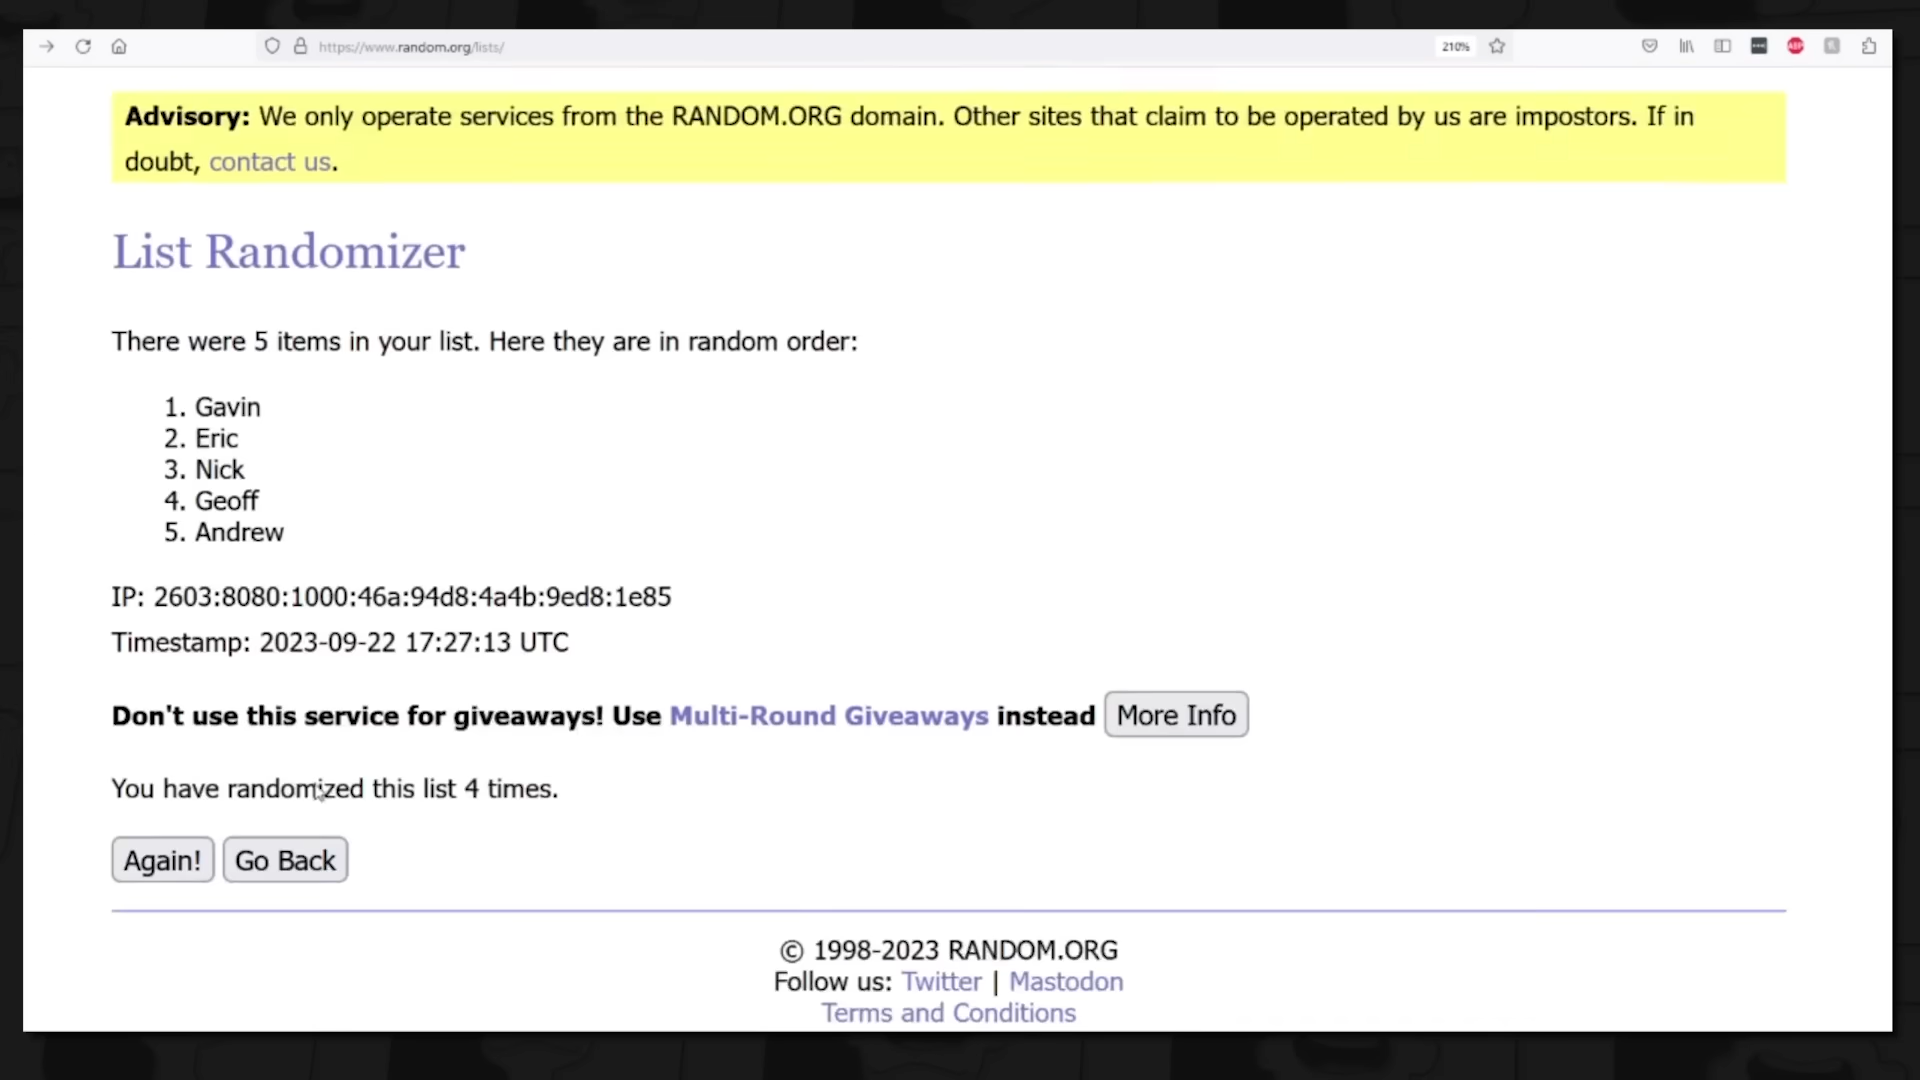 https://www.random.org/lists/
210%
ABP
Advisory: We only operate services from the RANDOM.ORG domain. Other sites that claim to be operated by us are impostors. If in
doubt, contact us.
List Randomizer
There were 5 items in your list. Here they are in random order:
1. Gavin
2. Eric
3. Nick
4. Geoff
5. Andrew
IP: 2603:8080:1000:46a:94d8:4a4b:9ed8:1e85
Timestamp: 2023-09-22 17:27:13 UTC
Don't use this service for giveaways! Use Multi-Round Giveaways instead More Info
You have randomized this list 4 times.
Again! Go Back
© 1998-2023 RANDOM.ORG
Follow us: Twitter | Mastodon
Terms and Conditions